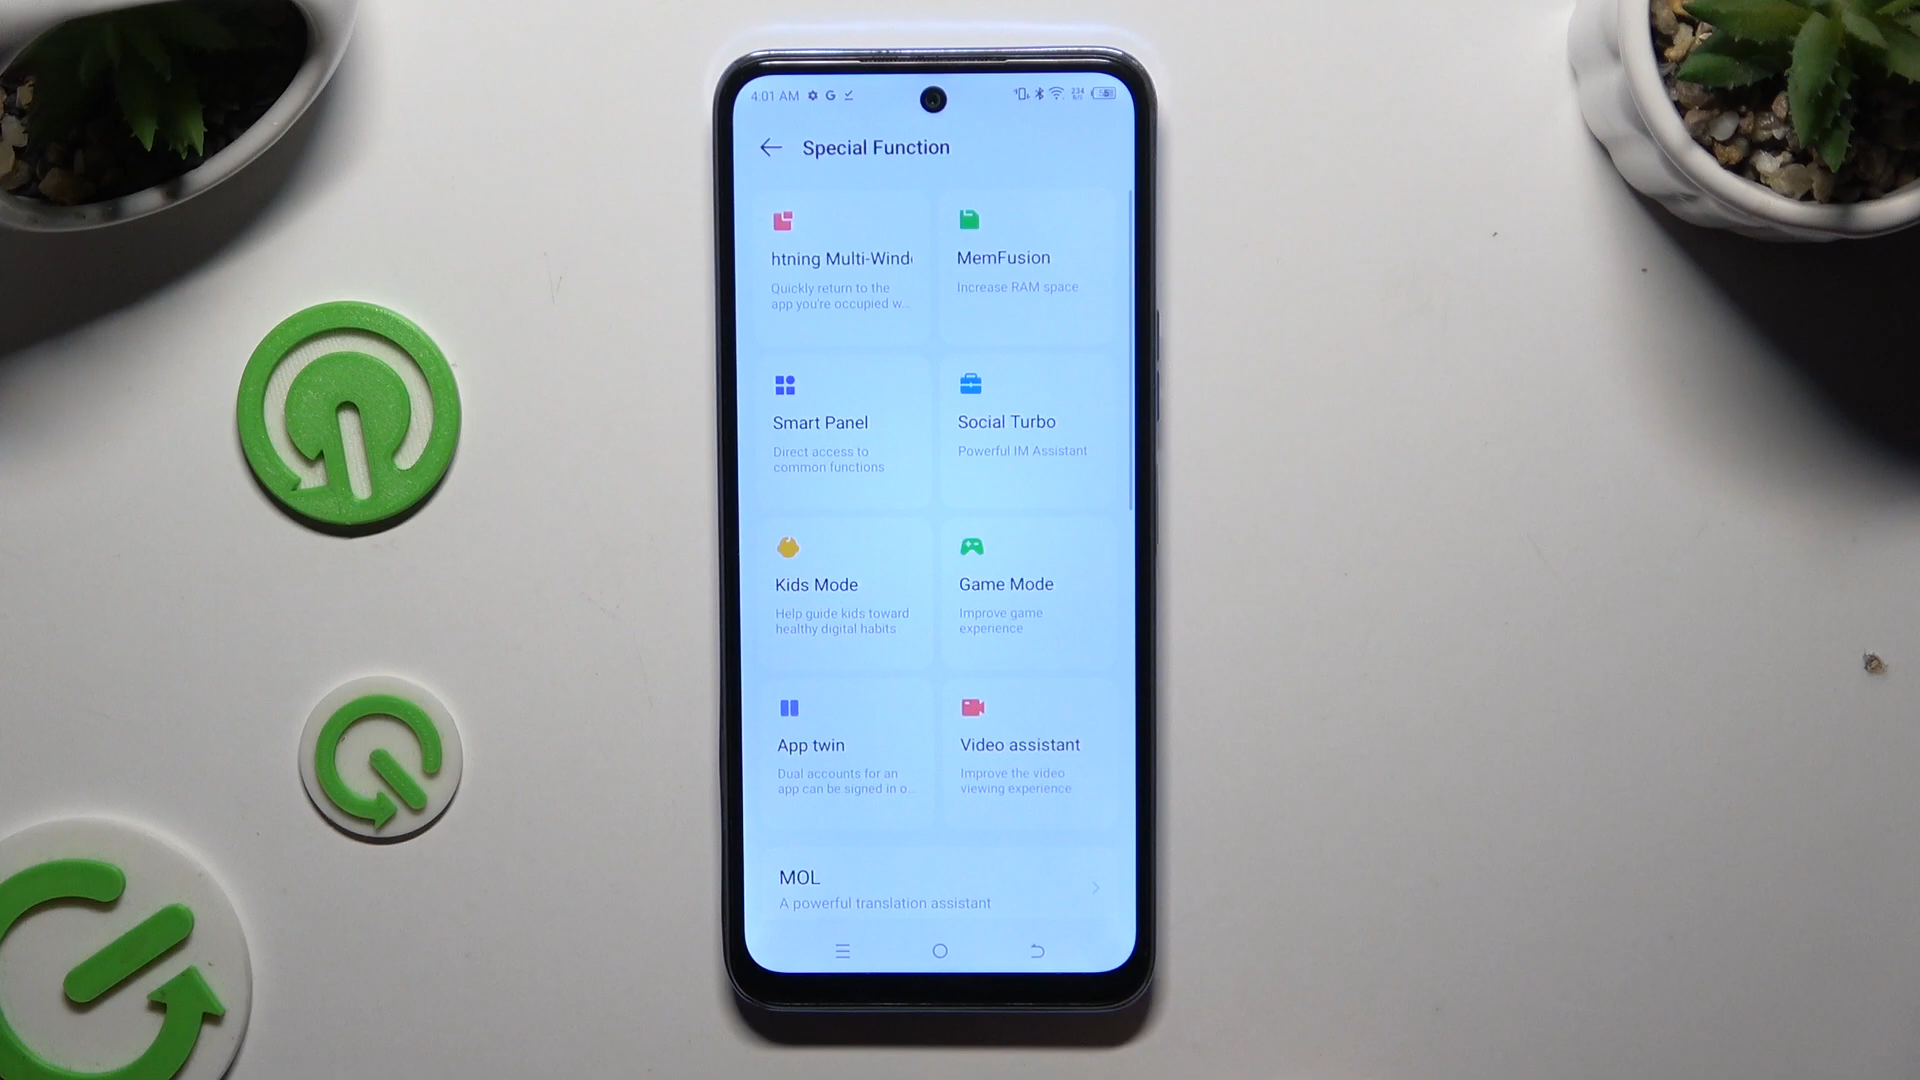 4:01 AM G
Special Function
htning Multi-Wind
Quickly return to the
app you're occupied w...
MemFusion
Increase RAM space
Smart Panel
Direct access to
common functions
Social Turbo
Powerful IM Assistant
Kids Mode
Help guide kids toward
healthy digital habits
Game Mode
Improve game
experience
App twin
Dual accounts for an
app can be signed in o...
Video assistant
Improve the video
viewing experience
MOL
A powerful translation assistant